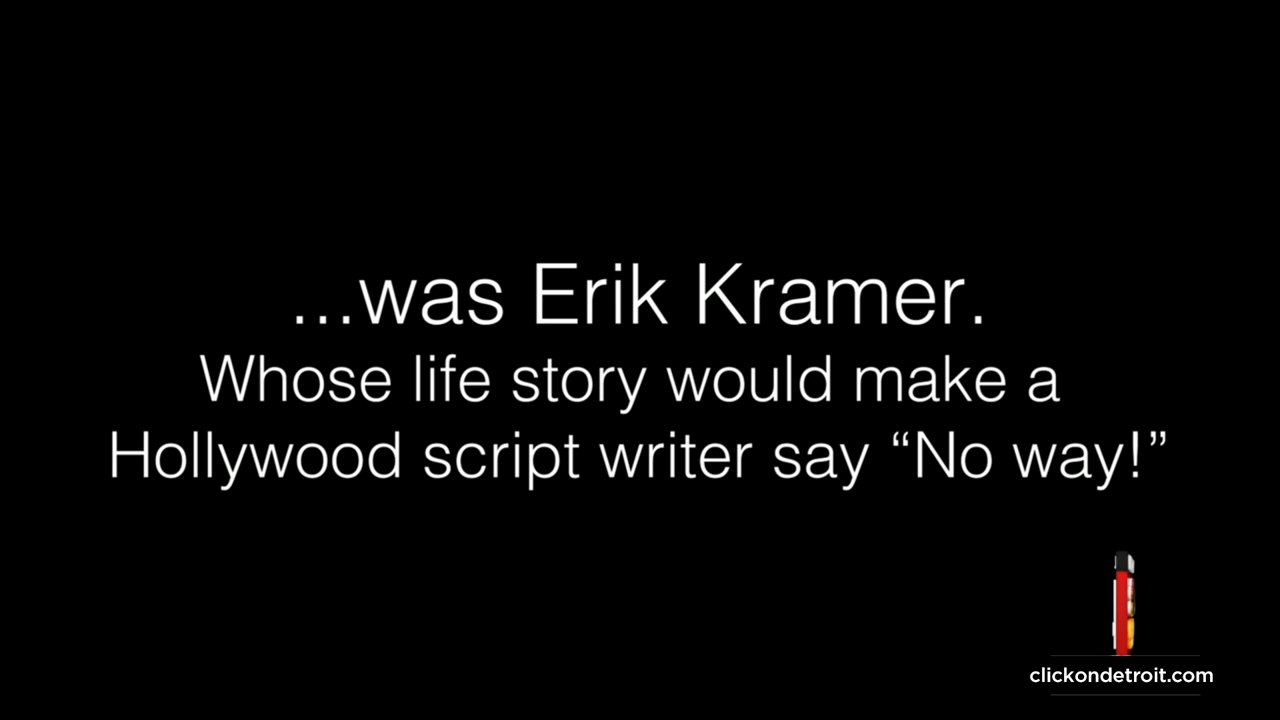 ...was Erik Kramer.
Whose life story would make a
Hollywood script writer say “No way!”
clickondetroit.com